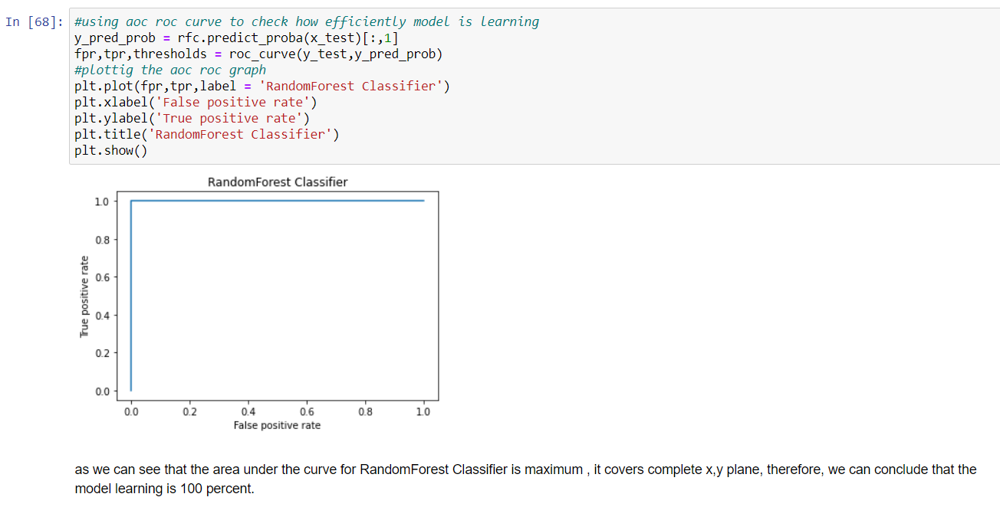 In [68]: #using aoc roc curve to check how efficiently model is learning
y_pred_prob = rfc.predict_proba(x_test)[:,1]
fpr,tpr,thresholds = roc_curve(y_test,y_pred_prob)
#plottig the aoc roc graph
plt.plot(fpr,tpr,label = 'RandomForest Classifier')
plt.xlabel('False positive rate')
plt.ylabel('True positive rate')
plt.title('RandomForest Classifier')
plt.show()
RandomForest Classifier
True positive rate
1.0
0.8
0.6
0.4
0.2
0.0
0.0 0.2 0.4 0.6 0.8 1.0
False positive rate
as we can see that the area under the curve for RandomForest Classifier is maximum , it covers complete x,y plane, therefore, we can conclude that the
model learning is 100 percent.